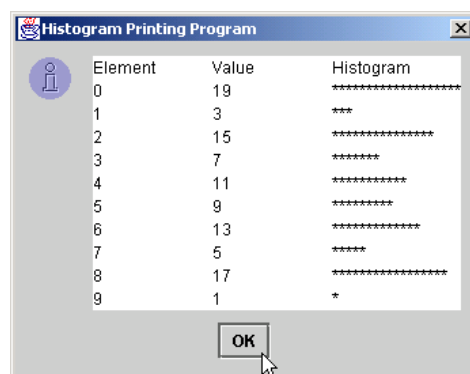 Histogram Printing Program
Element Value Histogram
0 19 *******************
1 3 ***
2 15 ***************
3 7 *******
4 11 ***********
5 9 *********
6 13 *************
7 5 *****
8 17 *****************
9 1 *
OK